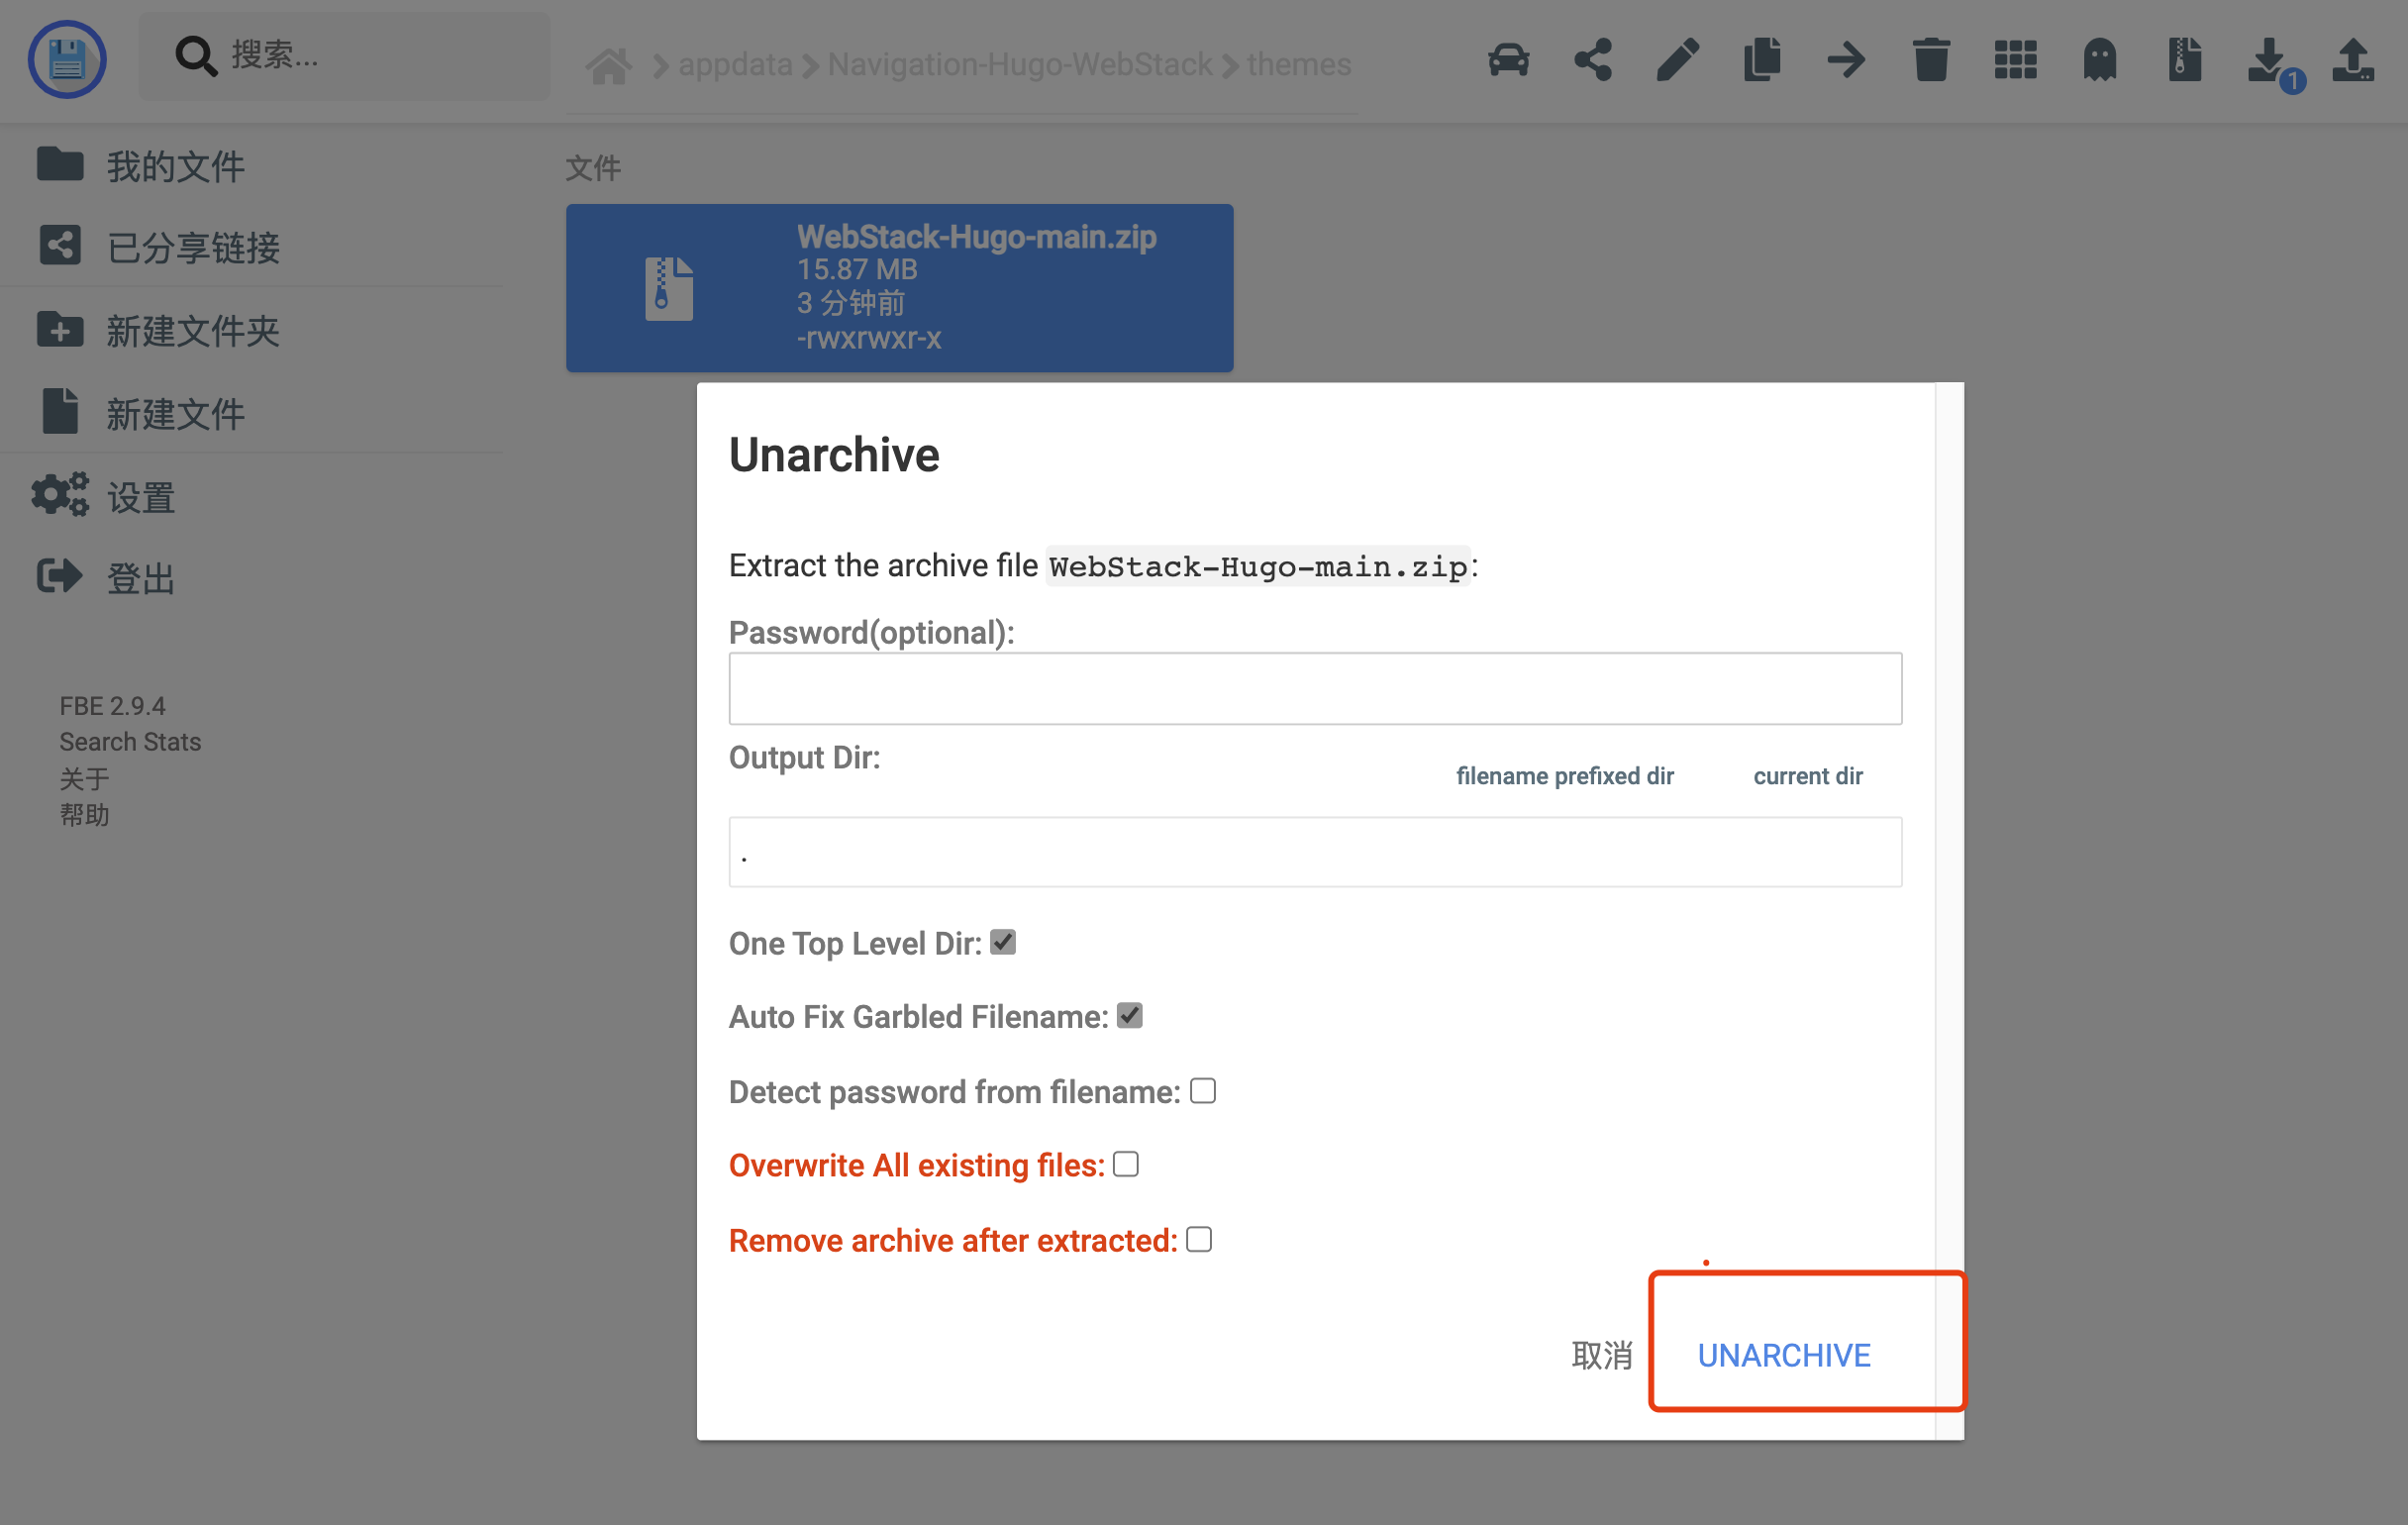 搜索...
appdata
Navigation-Hugo-WebStack
themes
1
我的文件
已分享链接
新建文件夹
新建文件
设置
登出
FBE 2.9.4
Search Stats
关于
帮助
文件
WebStack-Hugo-main.zip
15.87 MB
3 分钟前
-rwxrwxr-x
Unarchive
Extract the archive file WebStack-Hugo-main.zip:
Password(optional):
Output Dir:
filename prefixed dir
current dir
.
One Top Level Dir:
Auto Fix Garbled Filename:
Detect password from filename:
Overwrite All existing files:
Remove archive after extracted:
取消
UNARCHIVE